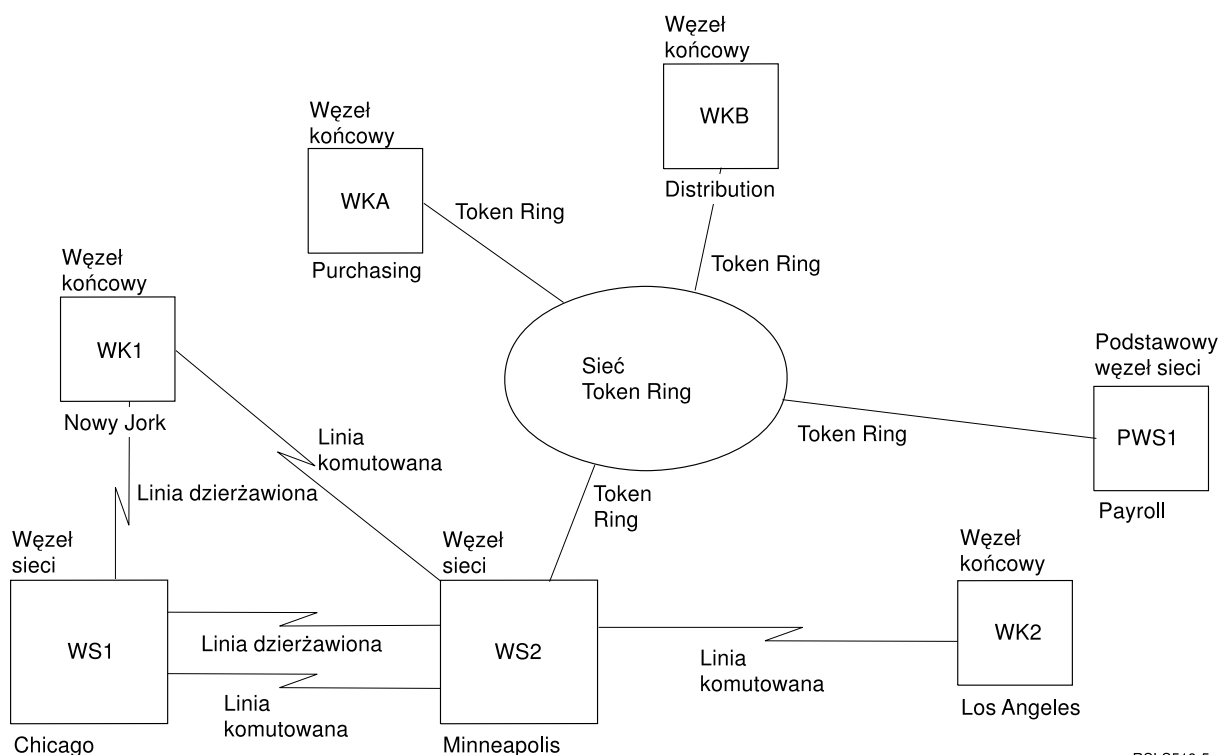 Węzeł
końcowy
WKB
Distribution
Token Ring
Węzeł
końcowy
WKA
Purchasing
Token Ring
Węzeł
końcowy
WK1
Nowy Jork
Sieć
Token Ring
Podstawowy
węzeł sieci
PWS1
Payroll
Token Ring
Linia
komutowana
Linia dzierżawiona
Token
Ring
Węzeł
sieci
WS1
Chicago
Linia dzierżawiona
Linia
komutowana
Węzeł
sieci
WS2
Minneapolis
Linia
komutowana
Węzeł
końcowy
WK2
Los Angeles